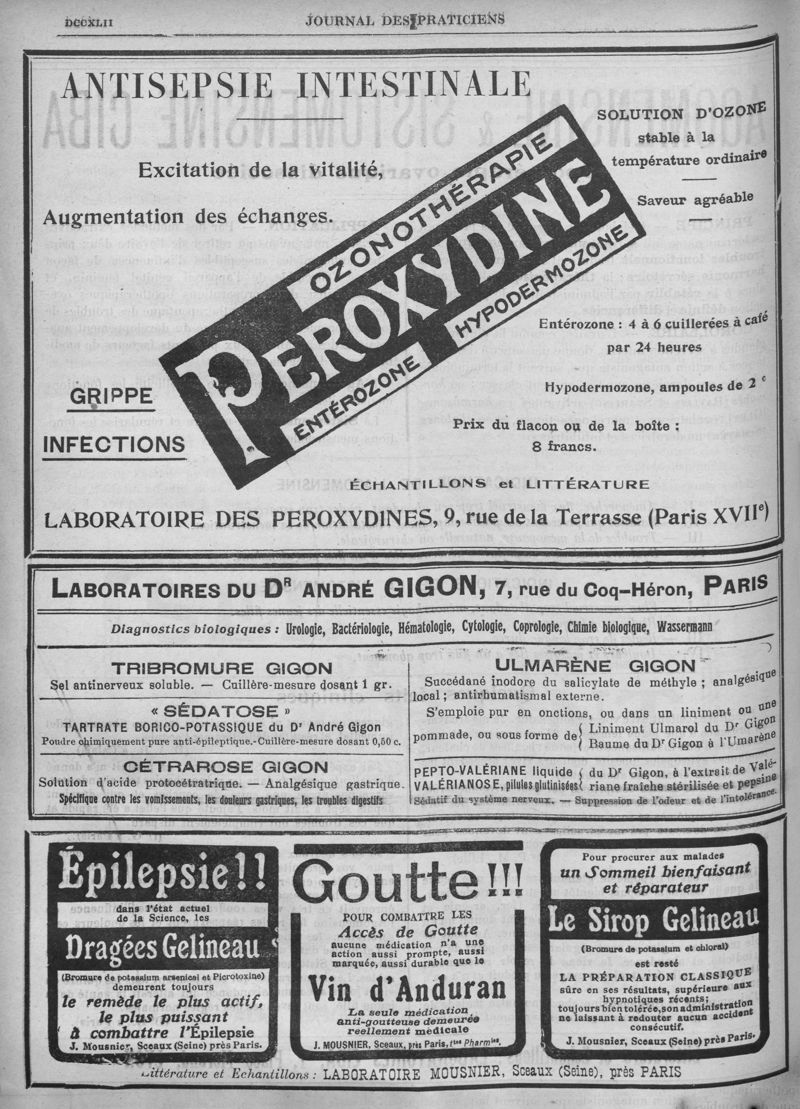 DCCXLII
JOURNAL DES PRATICIENS
ANTISEPSIE INTESTINALE
Excitation de la vitalité,
Augmentation des échanges.
SOLUTION D'OZONE
stable à la
température ordinaire
Saveur agréable
OZONOTHÉRAPIE
PEROXYDINE
ENTÉROZONE
HYPODERMOZONE
GRIPPE
INFECTIONS
Entérozone : 4 à 6 cuillerées à café
par 24 heures
Hypodermozone, ampoules de 2 c
Prix du flacon ou de la boîte :
8 francs.
ÉCHANTILLONS et LITTÉRATURE
LABORATOIRE DES PEROXYDINES, 9, rue de la Terrasse (Paris XVIIe)
LABORATOIRES DU DR ANDRÉ GIGON, 7, rue du Coq-Héron, PARIS
Diagnostics biologiques : Urologie, Bactériologie, Hématologie, Cytologie, Coprologie, Chimie biologique, Wassermann
TRIBROMURE GIGON
Sel antinerveux soluble. — Cuillère-mesure dosant 1 gr.
« SÉDATOSE »
TARTRATE BORICO-POTASSIQUE du Dr André Gigon
Poudre chimiquement pure anti-épileptique.-Cuillère-mesure dosant 0,50 c.
CÉTRAROSE GIGON
Solution d'acide protocétratrique. — Analgésique gastrique.
Spécifique contre les vomissements, les douleurs gastriques, les troubles digestifs
ULMARÈNE GIGON
Succédané inodore du salicylate de méthyle ; analgésique
local ; antirhumatismal externe.
S'emploie pur en onctions, ou dans un liniment ou une
pommade, ou sous forme de { Liniment Ulmarol du Dr Gigon
Baume du Dr Gigon à l'Umarène
PEPTO-VALÉRIANE liquide { du Dr Gigon, à l'extrait de Valé-
VALÉRIANOSE, pilules glutinisées { riane fraîche stérilisée et pepsine
Sédatif du système nerveux. — Suppression de l'odeur et de l'intolérance.
Épilepsie !!
dans l'état actuel
de la Science, les
Dragées Gelineau
(Bromure de potassium arsenical et Picrotoxine)
demeurent toujours
le remède le plus actif,
le plus puissant
à combattre l'Épilepsie
J. Mousnier, Sceaux (Seine) près Paris.
Goutte !!!
POUR COMBATTRE LES
Accès de Goutte
aucune médication n'a une
action aussi prompte, aussi
marquée, aussi durable que le
Vin d'Anduran
La seule médication
anti-goutteuse demeurée
reellement médicale
J. MOUSNIER, Sceaux, près Paris, 1tes Pharmies.
Pour procurer aux malades
un Sommeil bienfaisant
et réparateur
Le Sirop Gelineau
(Bromure de potassium et chloral)
est resté
LA PRÉPARATION CLASSIQUE
sûre en ses résultats, supérieure aux
hypnotiques récents ;
toujours bien tolérée, son administration
ne laissant à redouter aucun accident
consécutif.
J. Mousnier, Sceaux (Seine) près Paris.
Littérature et Echantillons : LABORATOIRE MOUSNIER, Sceaux (Seine), près PARIS